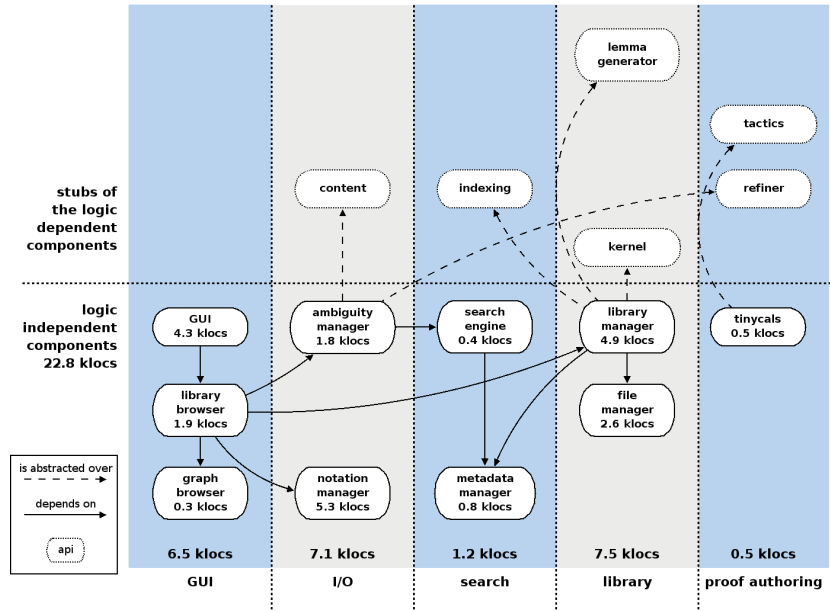 lemma
generator
tactics
stubs of
the logic
dependent
components
content
indexing
refiner
kernel
logic
independent
components
22.8 klocs
GUI
4.3 klocs
ambiguity
manager
1.8 klocs
search
engine
0.4 klocs
library
manager
4.9 klocs
tinycals
0.5 klocs
library
browser
1.9 klocs
file
manager
2.6 klocs
is abstracted over
depends on
api
graph
browser
0.3 klocs
notation
manager
5.3 klocs
metadata
manager
0.8 klocs
6.5 klocs
7.1 klocs
1.2 klocs
7.5 klocs
0.5 klocs
GUI
I/O
search
library
proof authoring